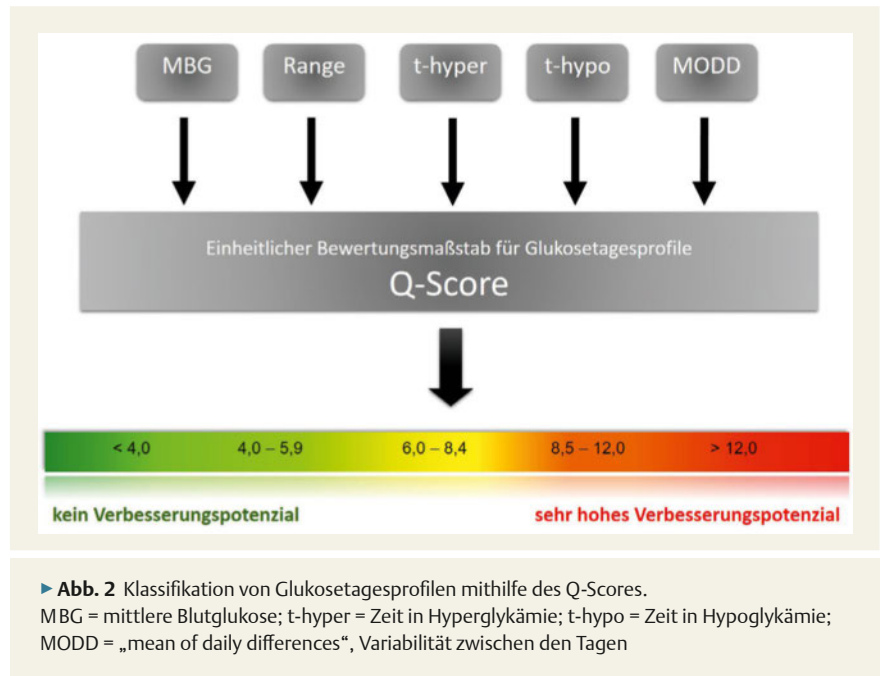 MBG Range t-hyper t-hypo MODD
Einheitlicher Bewertungsmaßstab für Glukosetagesprofile
Q-Score
< 4,0 4,0 – 5,9 6,0 – 8,4 8,5 – 12,0 > 12,0
kein Verbesserungspotenzial sehr hohes Verbesserungspotenzial
▶ Abb. 2 Klassifikation von Glukosetagesprofilen mithilfe des Q-Scores.
MBG = mittlere Blutglukose; t-hyper = Zeit in Hyperglykämie; t-hypo = Zeit in Hypoglykämie;
MODD = „mean of daily differences“, Variabilität zwischen den Tagen